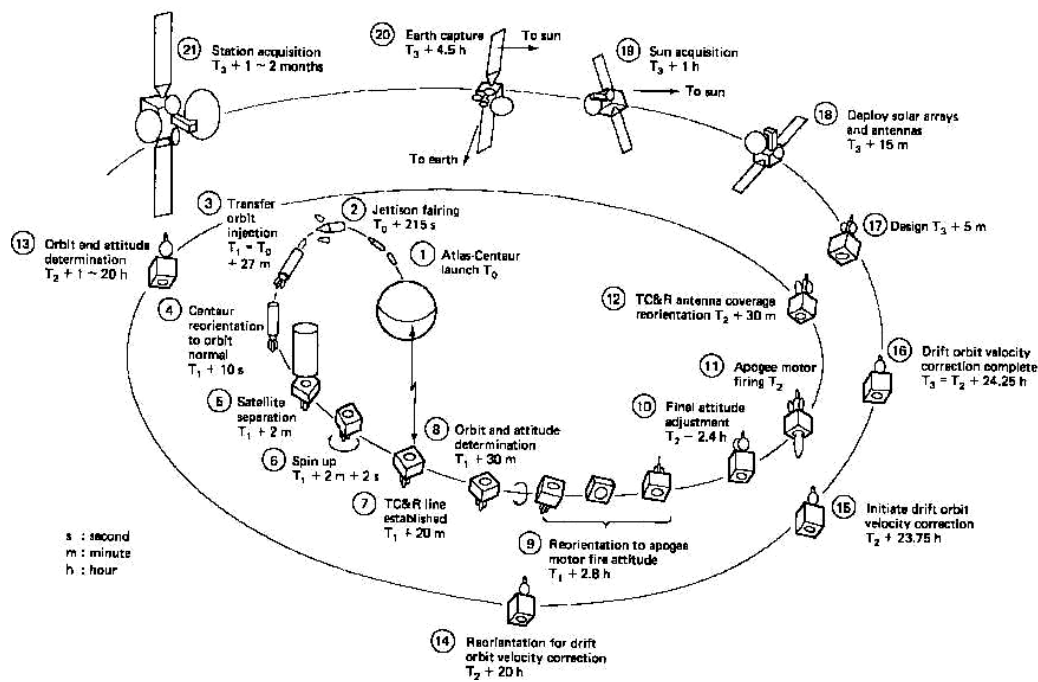 21 Station acquisition
T3 + 1 ~ 2 months
20 Earth capture
T3 + 4.5 h
To sun
To earth
19 Sun acquisition
T3 + 1 h
To sun
18 Deploy solar arrays
and antennas
T3 + 15 m
3 Transfer
orbit
injection
T1 = T0
+ 27 m
2 Jettison fairing
T0 + 215 s
1 Atlas-Centaur
launch T0
17 Design T3 + 5 m
13 Orbit and attitude
determination
T2 + 1 ~ 20 h
4 Centaur
reorientation
to orbit
normal
T1 + 10 s
12 TC&R antenna coverage
reorientation T2 + 30 m
16 Drift orbit velocity
correction complete
T3 = T2 + 24.25 h
11 Apogee motor
firing T2
5 Satellite
separation
T1 + 2 m
10 Final attitude
adjustment
T2 − 2.4 h
8 Orbit and attitude
determination
T1 + 30 m
6 Spin up
T1 + 2 m + 2 s
7 TC&R line
established
T1 + 20 m
15 Initiate drift orbit
velocity correction
T2 + 23.75 h
9 Reorientation to apogee
motor fire attitude
T1 + 2.8 h
s : second
m : minute
h : hour
14 Reorientation for drift
orbit velocity correction
T2 + 20 h